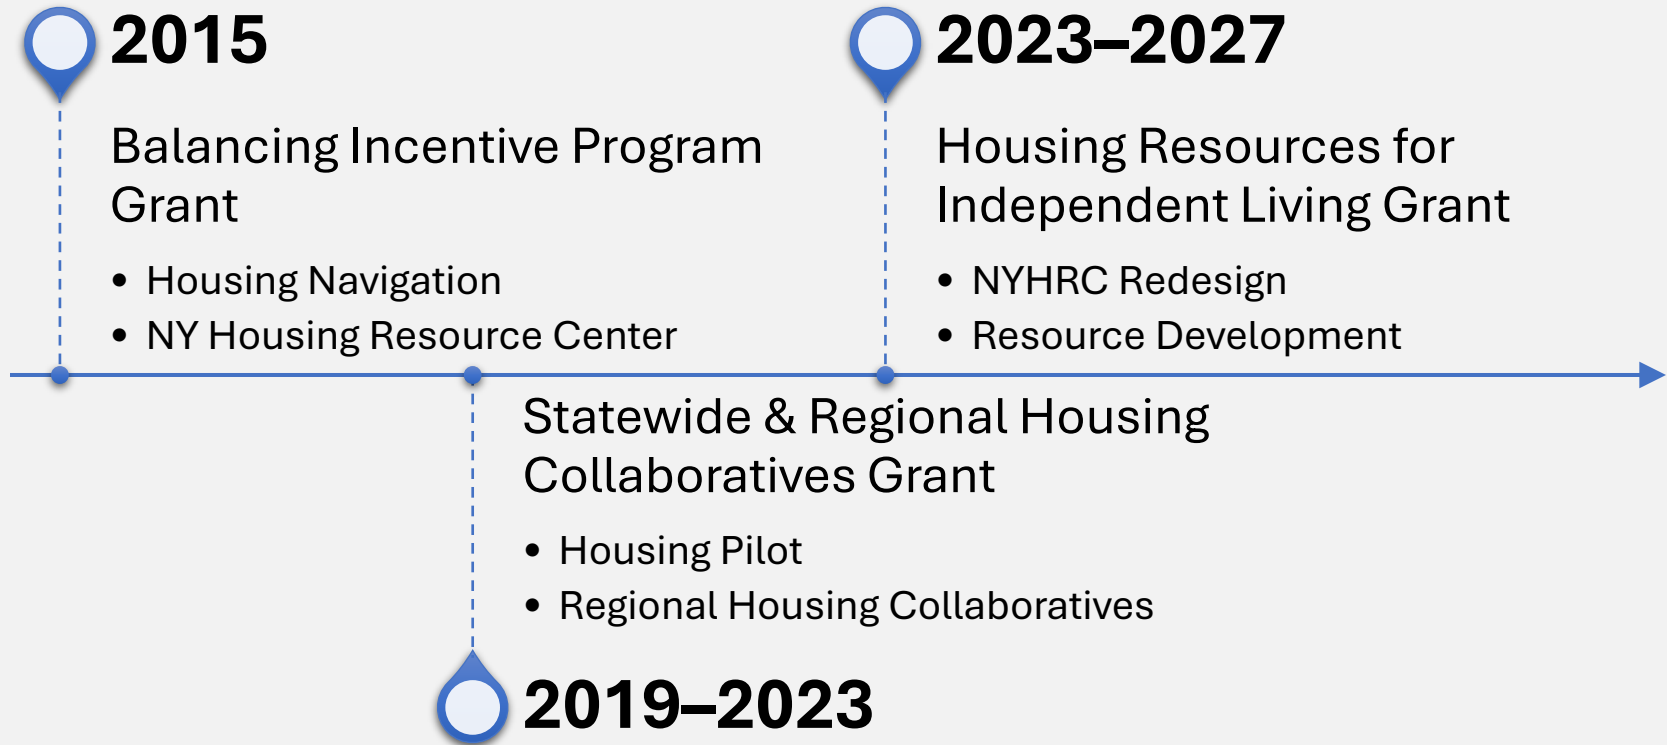 2015
Balancing Incentive Program
Grant
• Housing Navigation
• NY Housing Resource Center
Statewide & Regional Housing
Collaboratives Grant
• Housing Pilot
• Regional Housing Collaboratives
2019–2023
2023–2027
Housing Resources for
Independent Living Grant
• NYHRC Redesign
• Resource Development